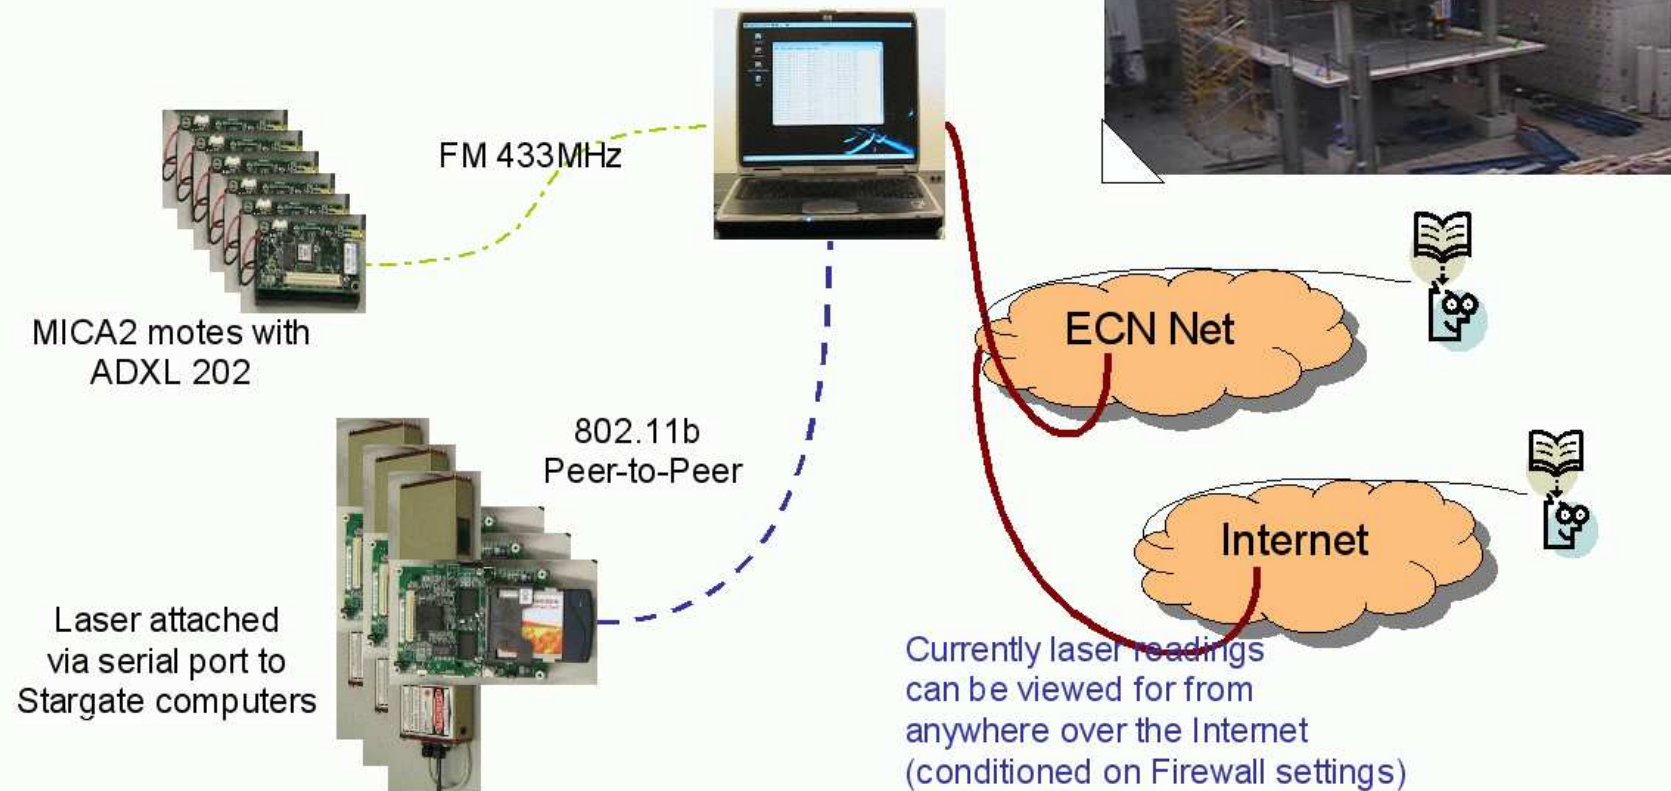 FM 433MHz
MICA2 motes with
ADXL 202
802.11b
Peer-to-Peer
Laser attached
via serial port to
Stargate computers
ECN Net
Internet
Currently laser readings
can be viewed for from
anywhere over the Internet
(conditioned on Firewall settings)